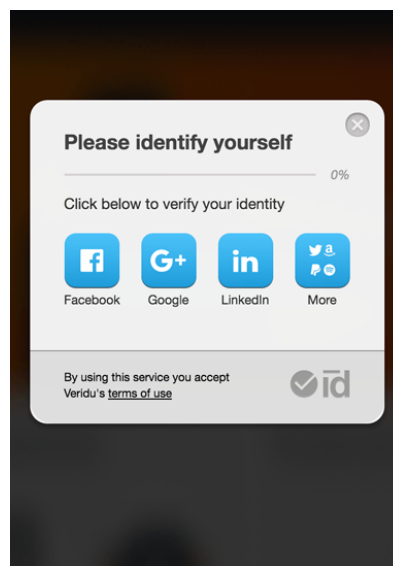 Please identify yourself
0%
Click below to verify your identity
Facebook Google LinkedIn More
By using this service you accept
Veridu's terms of use
id